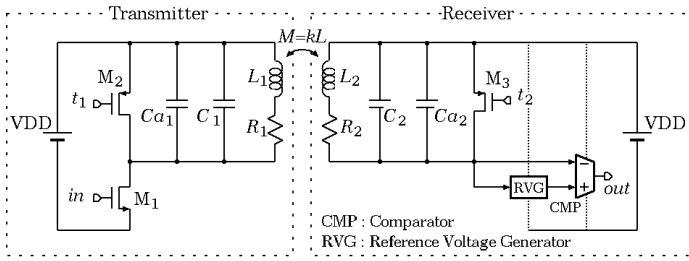 Transmitter
Receiver
M=kL
M₂
t₁
VDD
Ca₁
C₁
L₁
R₁
in
M₁
L₂
R₂
C₂
Ca₂
M₃
t₂
VDD
RVG
−
+
CMP
out
CMP : Comparator
RVG : Reference Voltage Generator